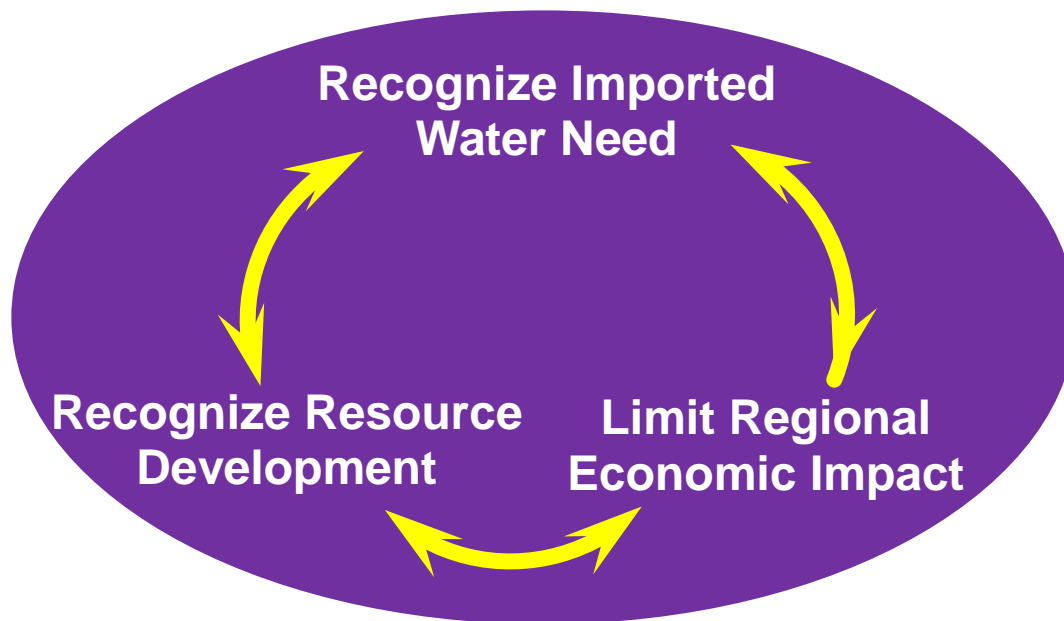 Recognize Imported
Water Need
Recognize Resource
Development
Limit Regional
Economic Impact